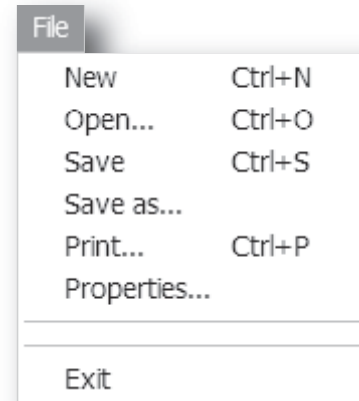 File
New Ctrl+N
Open... Ctrl+O
Save Ctrl+S
Save as...
Print... Ctrl+P
Properties...
Exit